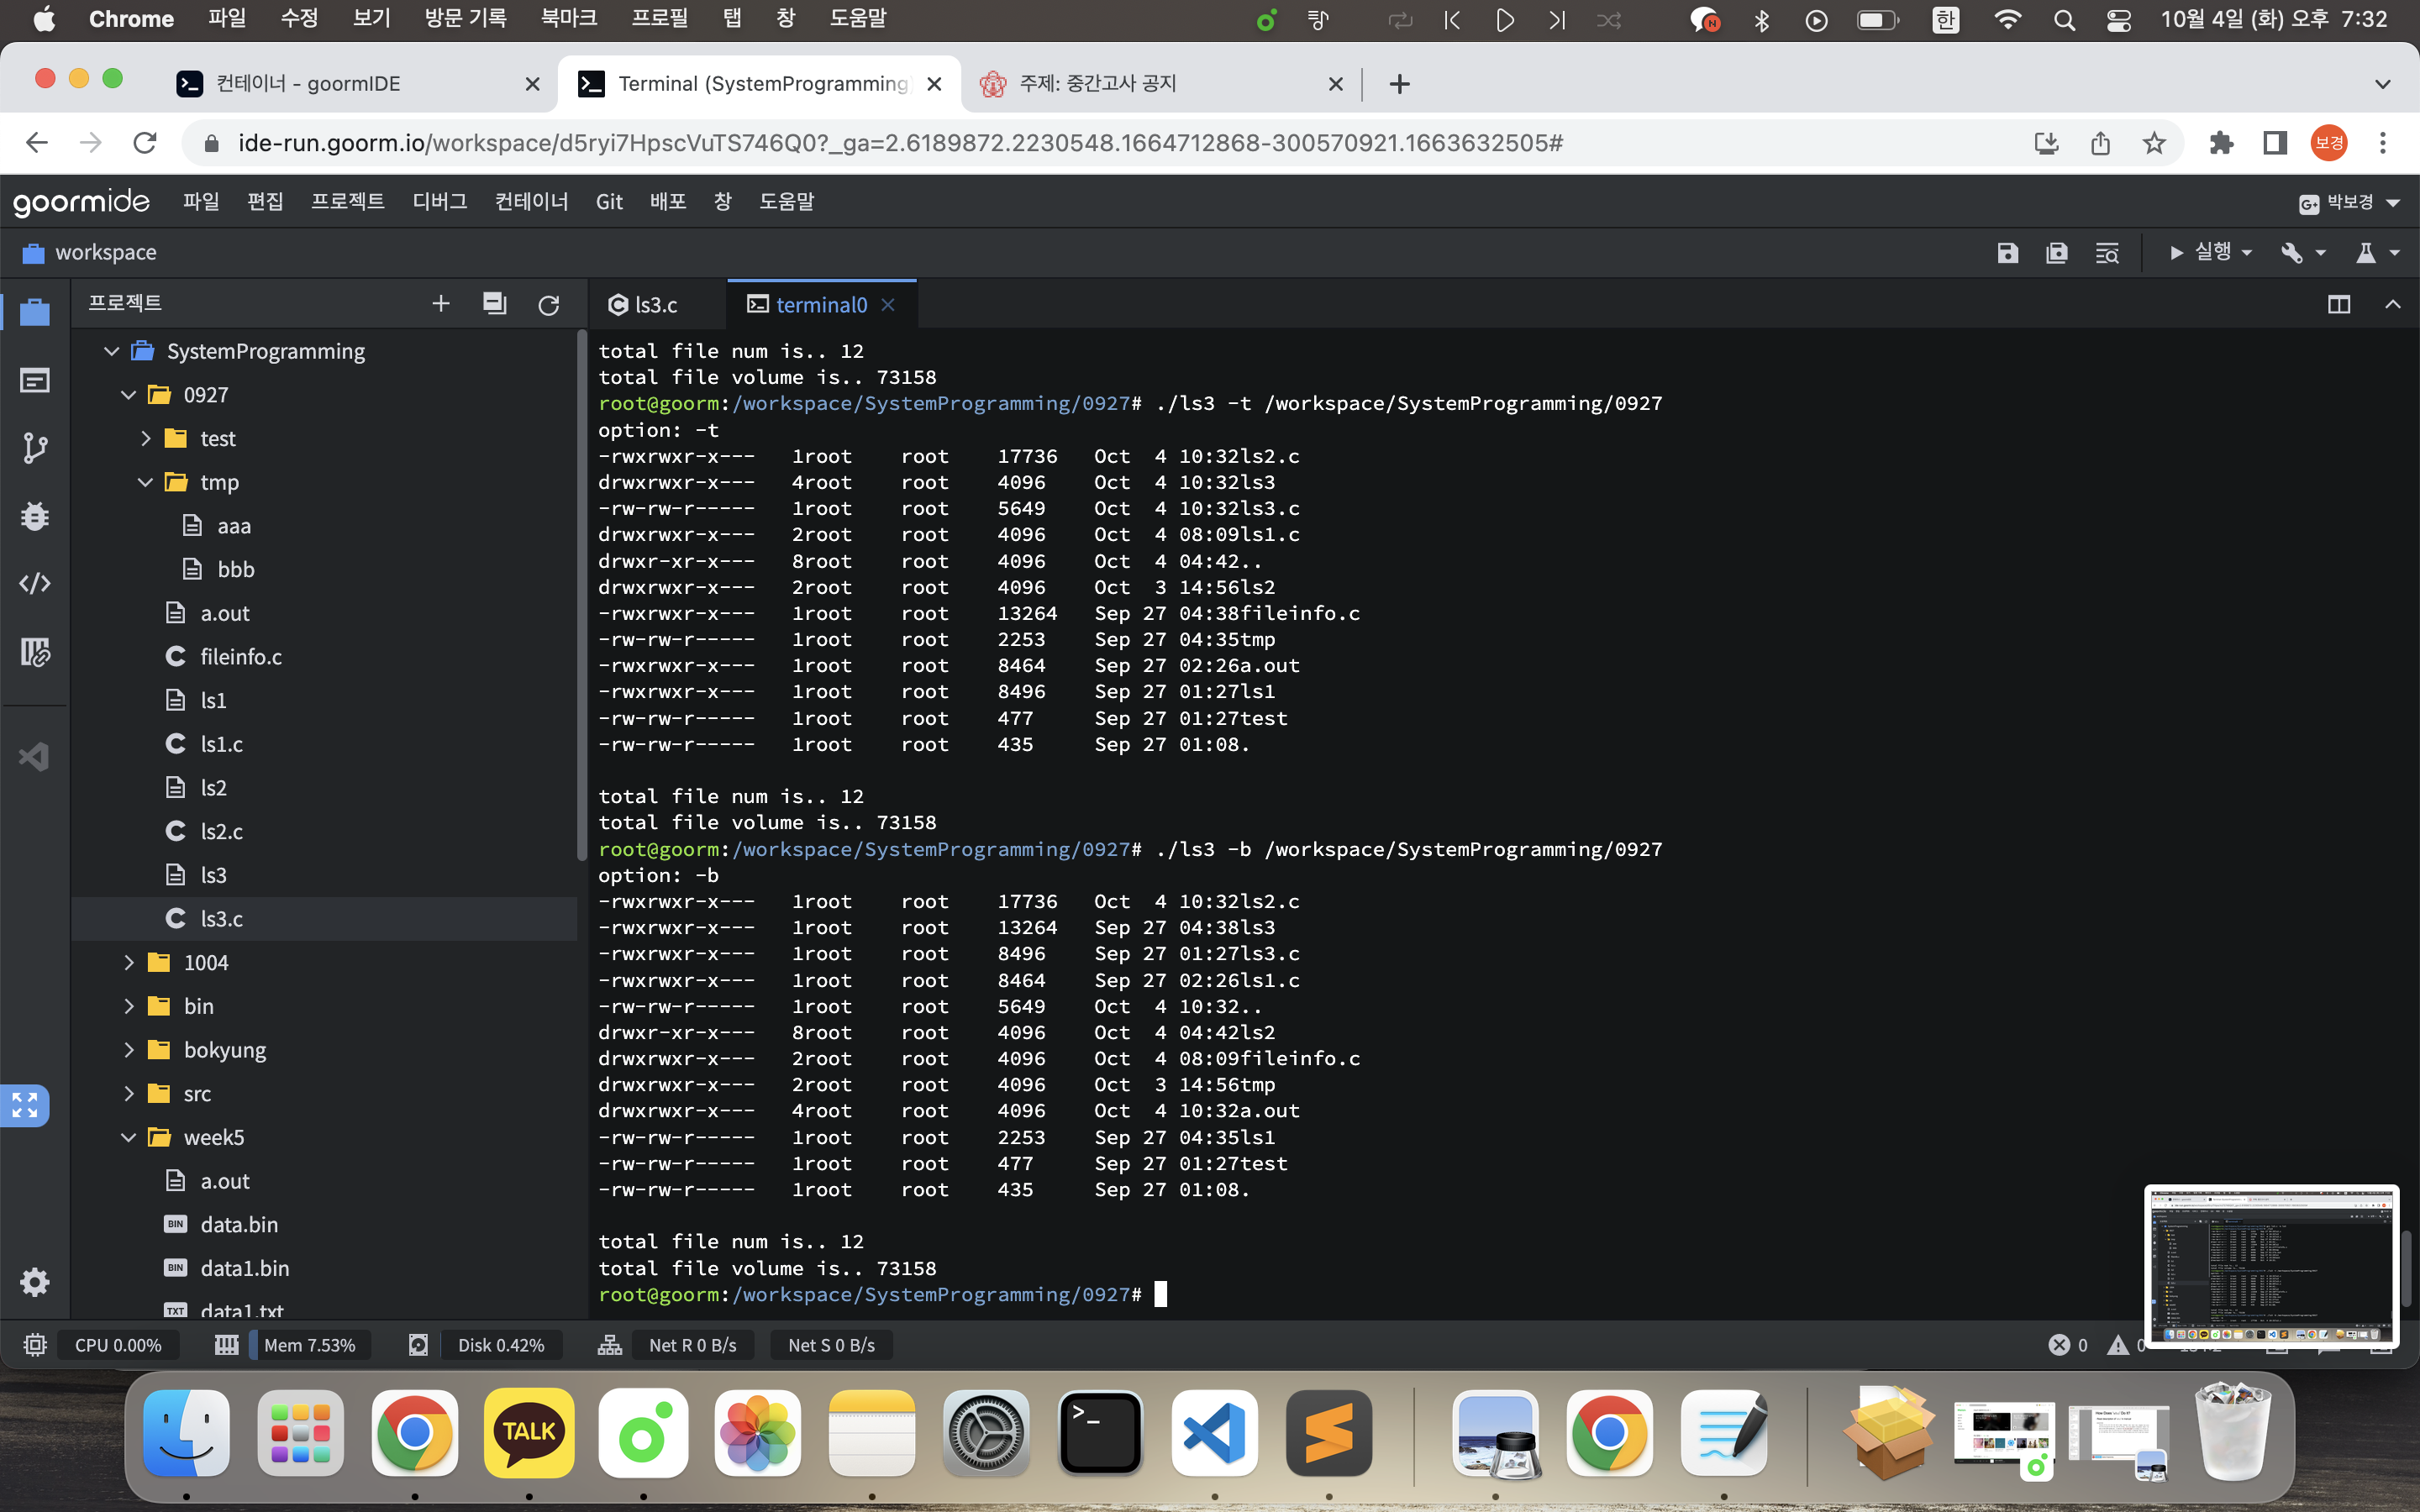 Chrome 파일 수정 보기 방문 기록 북마크 프로필 탭 창 도움말 한 10월 4일 (화) 오후 7:32
컨테이너 - goormIDE Terminal (SystemProgramming) 주제: 중간고사 공지
ide-run.goorm.io/workspace/d5ryi7HpscVuTS746Q0?_ga=2.6189872.2230548.1664712868-300570921.1663632505# 보경
goormide 파일 편집 프로젝트 디버그 컨테이너 Git 배포 창 도움말 G+ 박보경
workspace 실행
프로젝트 ls3.c terminal0
SystemProgramming
0927
test
tmp
aaa
bbb
a.out
fileinfo.c
ls1
ls1.c
ls2
ls2.c
ls3
ls3.c
1004
bin
bokyung
src
week5
a.out
BIN data.bin
BIN data1.bin
TXT data1.txt
total file num is.. 12
total file volume is.. 73158
root@goorm:/workspace/SystemProgramming/0927# ./ls3 -t /workspace/SystemProgramming/0927
option: -t
-rwxrwxr-x--- 1root root 17736 Oct 4 10:32ls2.c
drwxrwxr-x--- 4root root 4096 Oct 4 10:32ls3
-rw-rw-r----- 1root root 5649 Oct 4 10:32ls3.c
drwxrwxr-x--- 2root root 4096 Oct 4 08:09ls1.c
drwxr-xr-x--- 8root root 4096 Oct 4 04:42..
drwxrwxr-x--- 2root root 4096 Oct 3 14:56ls2
-rwxrwxr-x--- 1root root 13264 Sep 27 04:38fileinfo.c
-rw-rw-r----- 1root root 2253 Sep 27 04:35tmp
-rwxrwxr-x--- 1root root 8464 Sep 27 02:26a.out
-rwxrwxr-x--- 1root root 8496 Sep 27 01:27ls1
-rw-rw-r----- 1root root 477 Sep 27 01:27test
-rw-rw-r----- 1root root 435 Sep 27 01:08.
total file num is.. 12
total file volume is.. 73158
root@goorm:/workspace/SystemProgramming/0927# ./ls3 -b /workspace/SystemProgramming/0927
option: -b
-rwxrwxr-x--- 1root root 17736 Oct 4 10:32ls2.c
-rwxrwxr-x--- 1root root 13264 Sep 27 04:38ls3
-rwxrwxr-x--- 1root root 8496 Sep 27 01:27ls3.c
-rwxrwxr-x--- 1root root 8464 Sep 27 02:26ls1.c
-rw-rw-r----- 1root root 5649 Oct 4 10:32..
drwxr-xr-x--- 8root root 4096 Oct 4 04:42ls2
drwxrwxr-x--- 2root root 4096 Oct 4 08:09fileinfo.c
drwxrwxr-x--- 2root root 4096 Oct 3 14:56tmp
drwxrwxr-x--- 4root root 4096 Oct 4 10:32a.out
-rw-rw-r----- 1root root 2253 Sep 27 04:35ls1
-rw-rw-r----- 1root root 477 Sep 27 01:27test
-rw-rw-r----- 1root root 435 Sep 27 01:08.
total file num is.. 12
total file volume is.. 73158
root@goorm:/workspace/SystemProgramming/0927#
CPU 0.00% Mem 7.53% Disk 0.42% Net R 0 B/s Net S 0 B/s 0
TALK